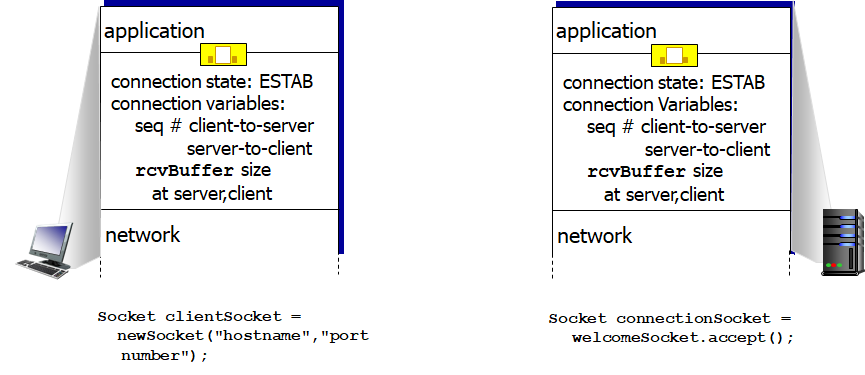 application
connection state: ESTAB
connection variables:
seq # client-to-server
server-to-client
rcvBuffer size
at server,client
network
Socket clientSocket =
newSocket("hostname","port
number");
application
connection state: ESTAB
connection Variables:
seq # client-to-server
server-to-client
rcvBuffer size
at server,client
network
Socket connectionSocket =
welcomeSocket.accept();